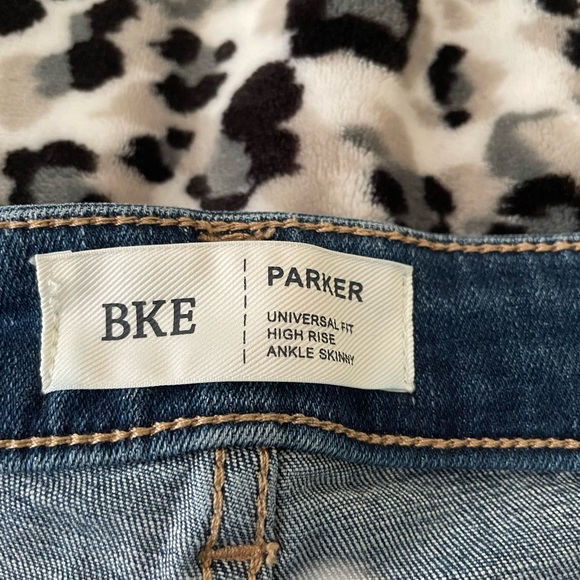 BKE
PARKER
UNIVERSAL FIT
HIGH RISE
ANKLE SKINNY